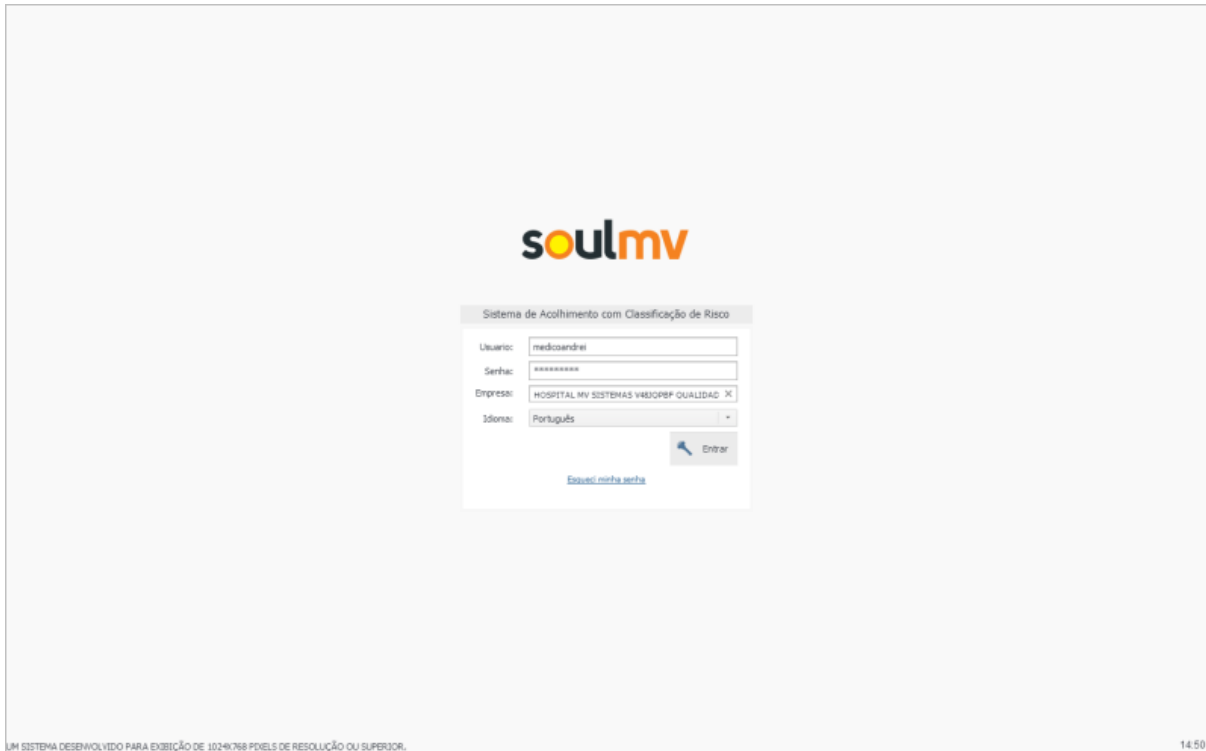 soulmv
Sistema de Acolhimento com Classificação de Risco
Usuario: medicoandrei
Senha: *********
Empresa: HOSPITAL MV SISTEMAS QUALIDAD X
Idioma: Português
Entrar
Esqueci minha senha
UM SISTEMA DESENVOLVIDO PARA EXIBIÇÃO DE 1024X768 PIXELS DE RESOLUÇÃO OU SUPERIOR. 14:50